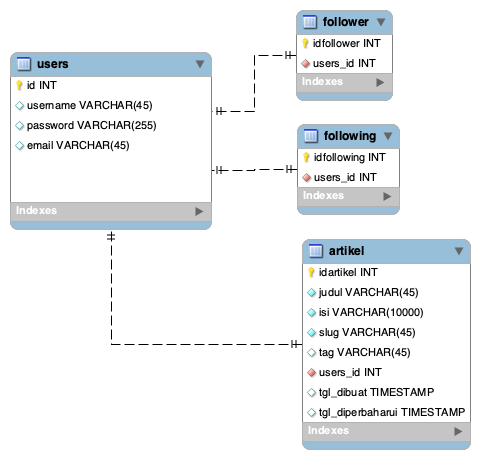 users
id INT
username VARCHAR(45)
password VARCHAR(255)
email VARCHAR(45)
Indexes
follower
idfollower INT
users_id INT
Indexes
following
idfollowing INT
users_id INT
Indexes
artikel
idartikel INT
judul VARCHAR(45)
isi VARCHAR(10000)
slug VARCHAR(45)
tag VARCHAR(45)
users_id INT
tgl_dibuat TIMESTAMP
tgl_diperbaharui TIMESTAMP
Indexes